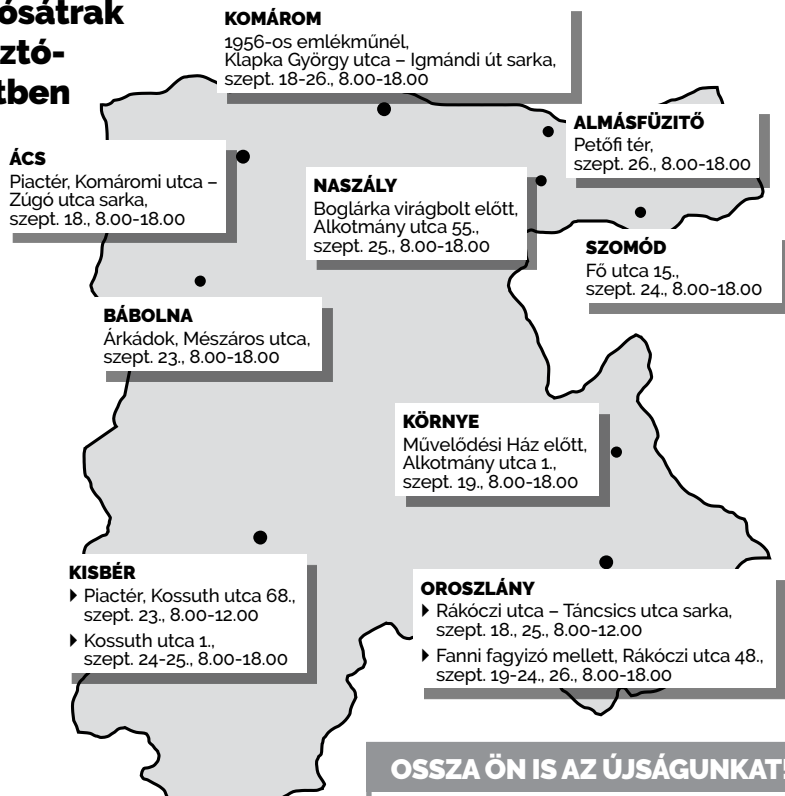 ósátrak
ztó-
tben
KOMÁROM
1956-os emlékműnél,
Klapka György utca – Igmándi út sarka,
szept. 18-26., 8.00-18.00
ALMÁSFÜZITŐ
Petőfi tér,
szept. 26., 8.00-18.00
ÁCS
Piactér, Komáromi utca –
Zúgó utca sarka,
szept. 18., 8.00-18.00
NASZÁLY
Boglárka virágbolt előtt,
Alkotmány utca 55.,
szept. 25., 8.00-18.00
SZOMÓD
Fő utca 15.,
szept. 24., 8.00-18.00
BÁBOLNA
Árkádok, Mészáros utca,
szept. 23., 8.00-18.00
KÖRNYE
Művelődési Ház előtt,
Alkotmány utca 1.,
szept. 19., 8.00-18.00
KISBÉR
Piactér, Kossuth utca 68.,
szept. 23., 8.00-12.00
Kossuth utca 1.,
szept. 24-25., 8.00-18.00
OROSZLÁNY
Rákóczi utca – Táncsics utca sarka,
szept. 18., 25., 8.00-12.00
Fanni fagyizó mellett, Rákóczi utca 48.,
szept. 19-24., 26., 8.00-18.00
OSSZA ÖN IS AZ ÚJSÁGUNKAT!